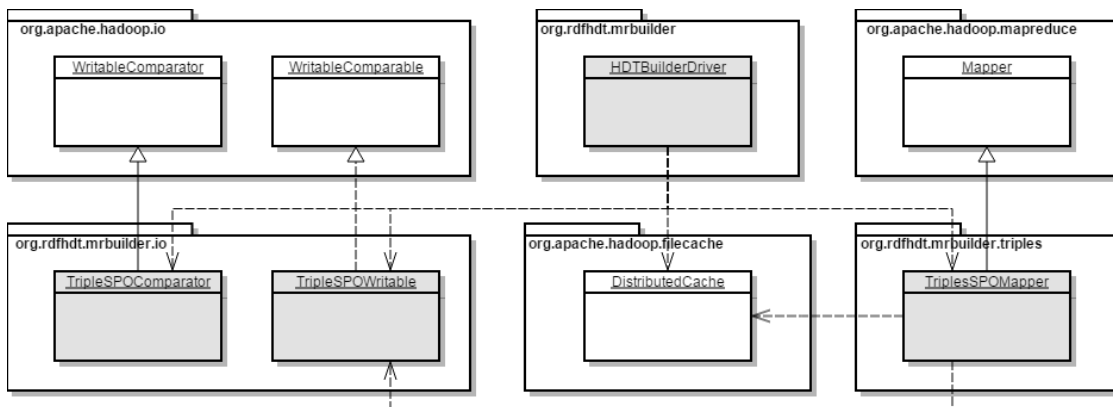 org.apache.hadoop.io
org.rdfhdt.mrbuilder
org.apache.hadoop.mapreduce
WritableComparator
WritableComparable
HDTBuilderDriver
Mapper
org.rdfhdt.mrbuilder.io
org.apache.hadoop.filecache
org.rdfhdt.mrbuilder.triples
TripleSPOComparator
TripleSPOWritable
DistributedCache
TriplesSPOMapper